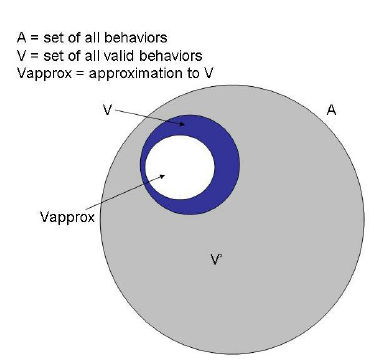 A = set of all behaviors
V = set of all valid behaviors
Vapprox = approximation to V
V
A
Vapprox
V'